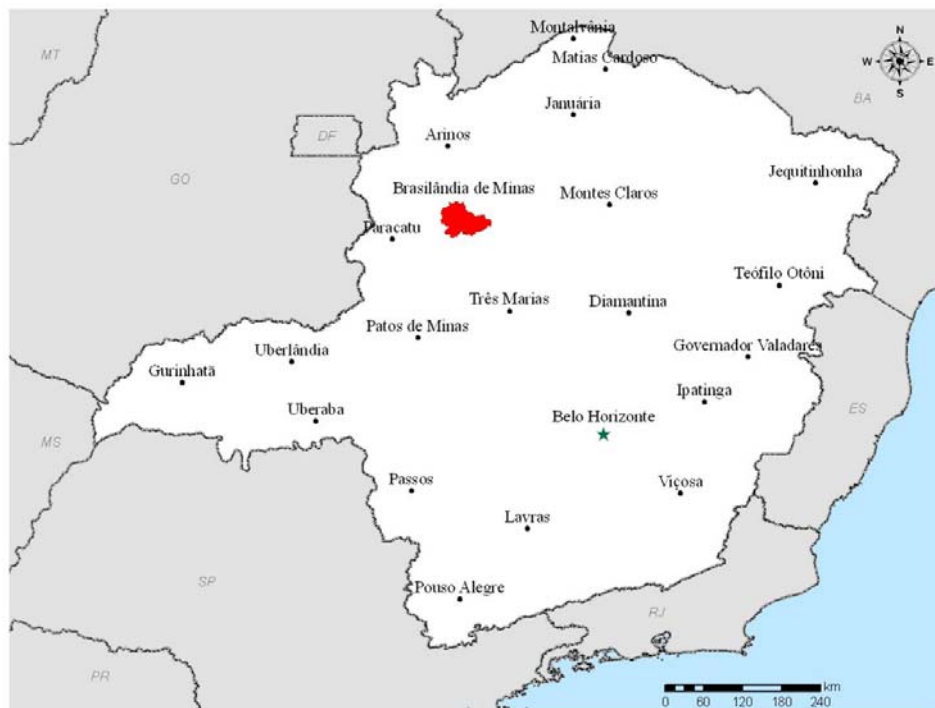 Montalvânia
N
MT
Matias Cardoso
W
E
S
Januária
BA
DF
Arinos
Jequitinhonha
GO
Brasilândia de Minas
Montes Claros
Paracatu
Teófilo Otôni
Três Marias
Diamantina
Patos de Minas
Governador Valadares
Uberlândia
Gurinhatã
Ipatinga
Uberaba
Belo Horizonte
ES
MS
Passos
Viçosa
Lavras
SP
Pouso Alegre
RJ
PR
km
0 60 120 180 240